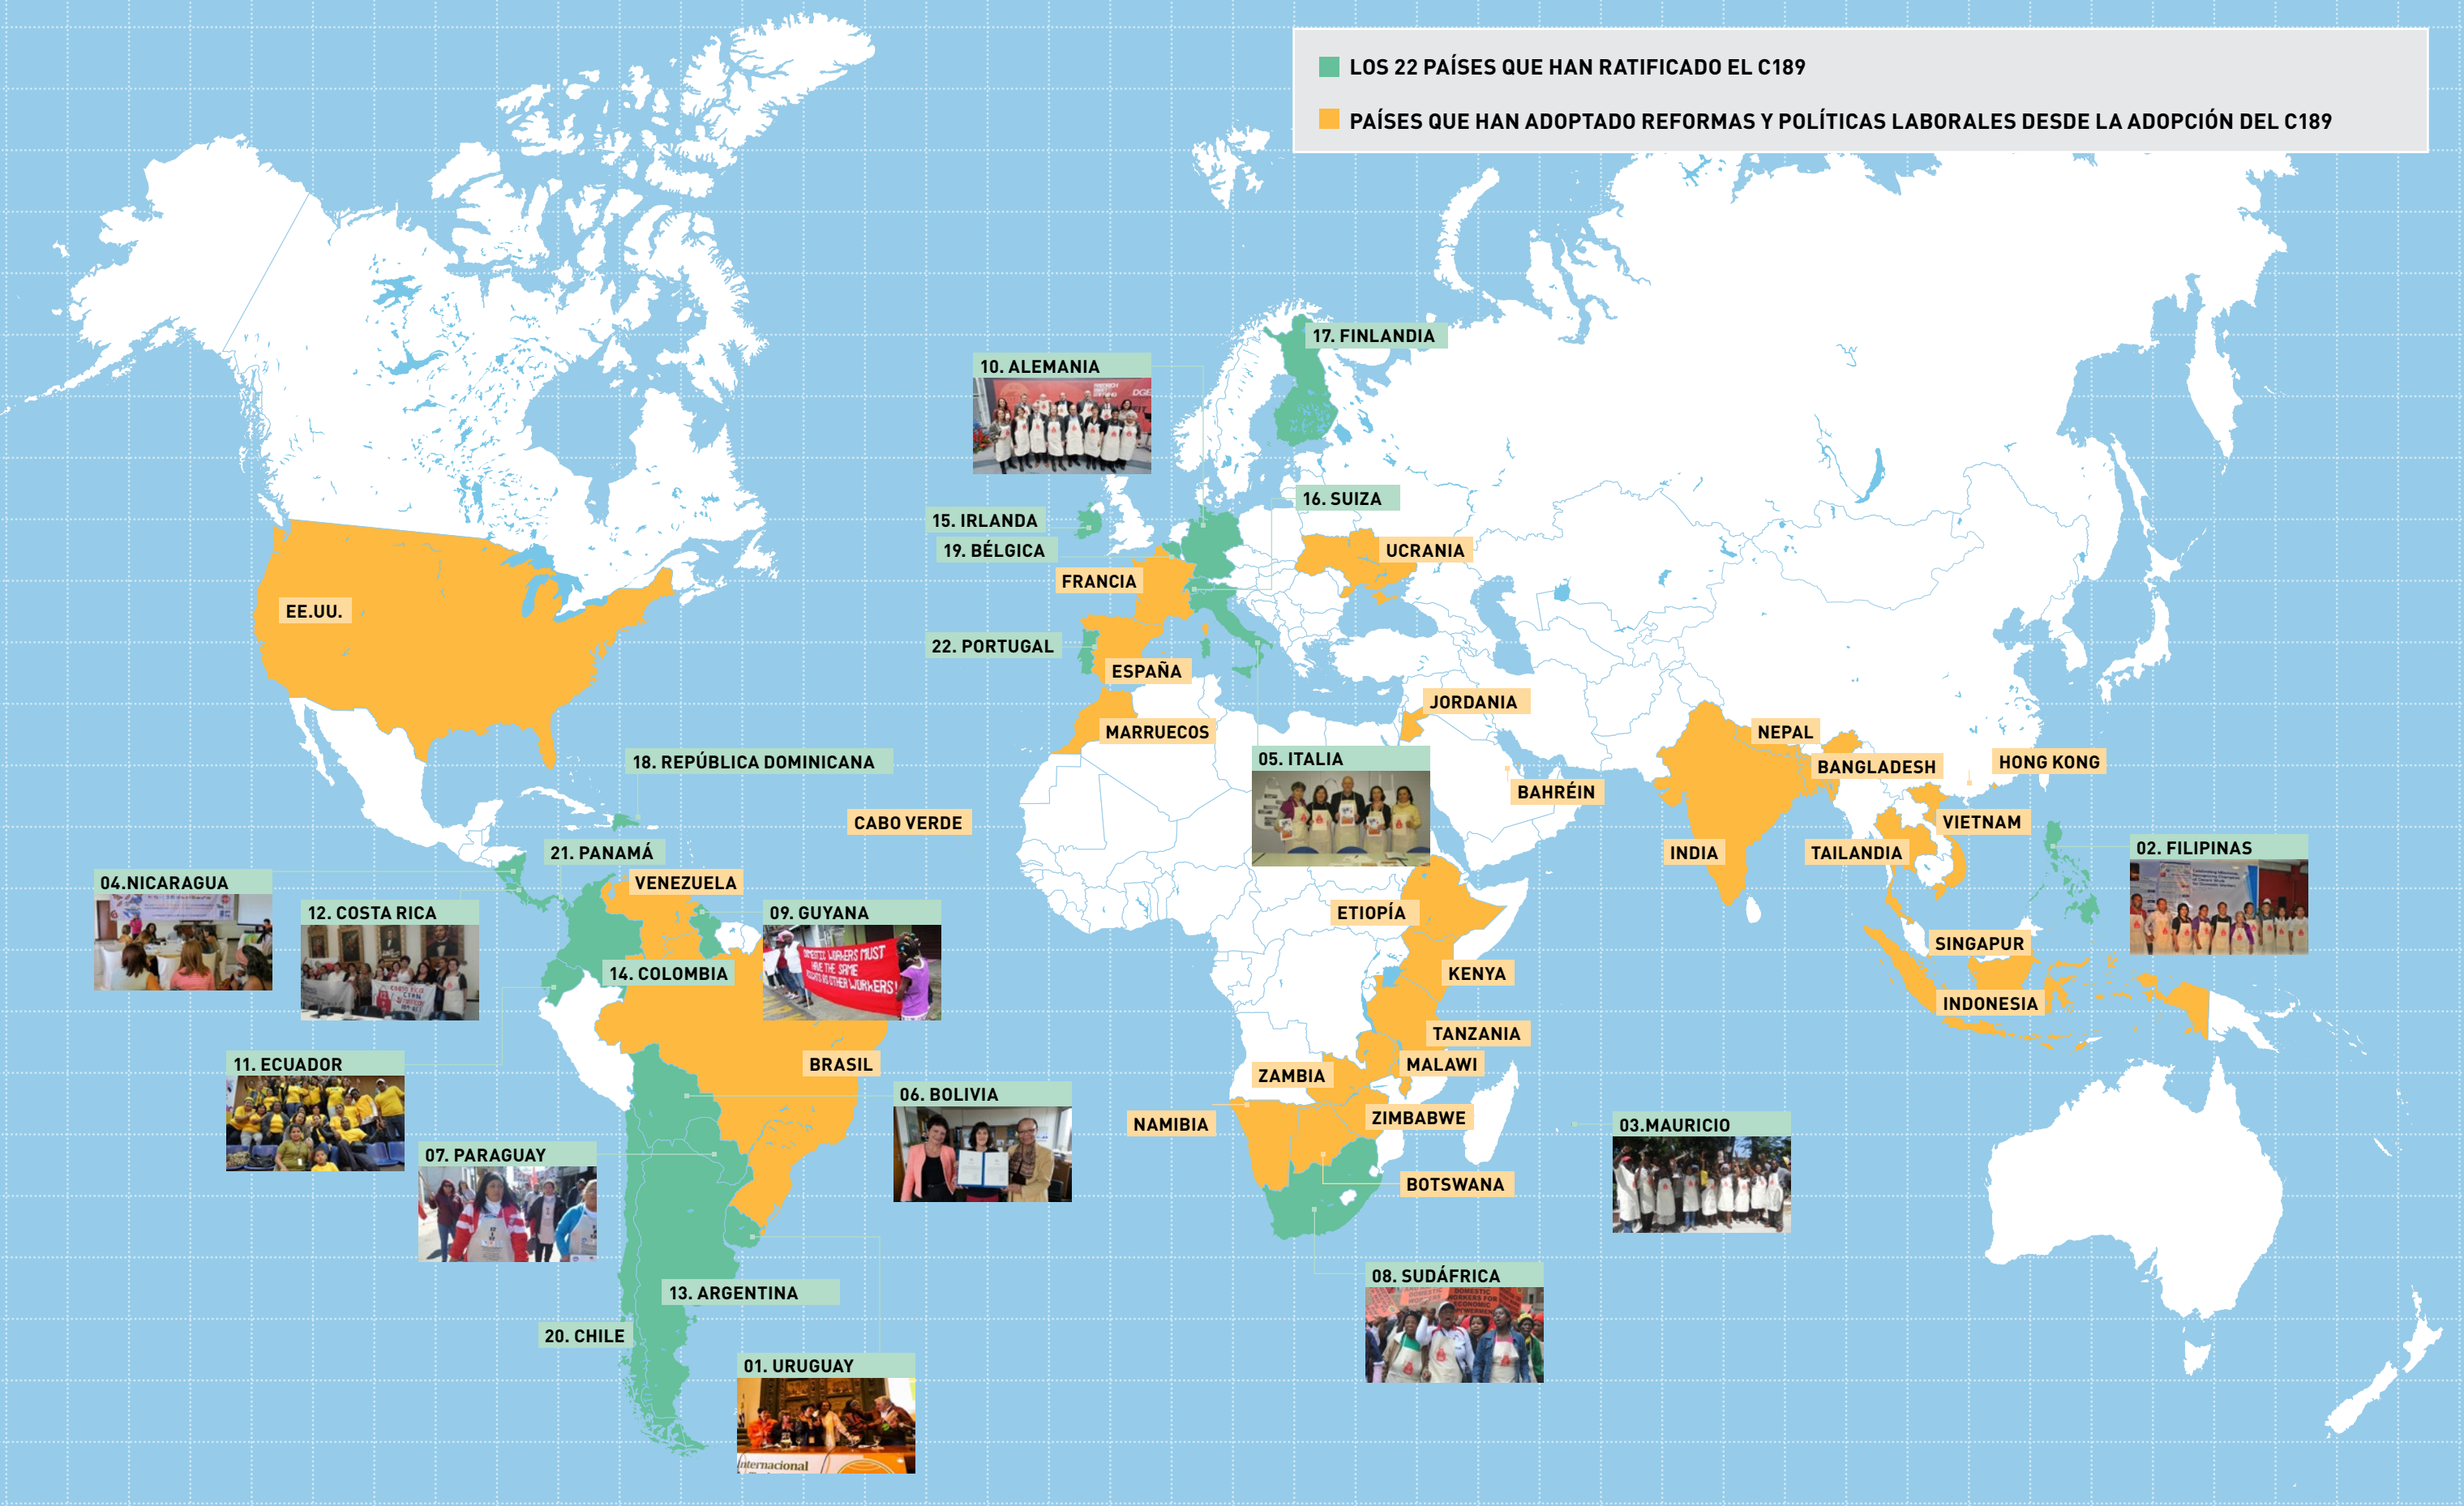 LOS 22 PAÍSES QUE HAN RATIFICADO EL C189
PAÍSES QUE HAN ADOPTADO REFORMAS Y POLÍTICAS LABORALES DESDE LA ADOPCIÓN DEL C189
17. FINLANDIA
10. ALEMANIA
16. SUIZA
15. IRLANDA
19. BÉLGICA
UCRANIA
FRANCIA
EE.UU.
22. PORTUGAL
ESPAÑA
JORDANIA
MARRUECOS
NEPAL
18. REPÚBLICA DOMINICANA
05. ITALIA
BANGLADESH
HONG KONG
BAHRÉIN
CABO VERDE
VIETNAM
21. PANAMÁ
INDIA
TAILANDIA
02. FILIPINAS
04.NICARAGUA
VENEZUELA
12. COSTA RICA
09. GUYANA
DOMESTIC WORKERS MUST
HAVE THE SAME
RIGHTS AS OTHER WORKERS!
ETIOPÍA
SINGAPUR
14. COLOMBIA
KENYA
INDONESIA
TANZANIA
11. ECUADOR
BRASIL
MALAWI
ZAMBIA
06. BOLIVIA
NAMIBIA
ZIMBABWE
03.MAURICIO
07. PARAGUAY
BOTSWANA
08. SUDÁFRICA
DOMESTIC
WORKERS FOR
ECONOMIC
13. ARGENTINA
20. CHILE
01. URUGUAY
Internacional